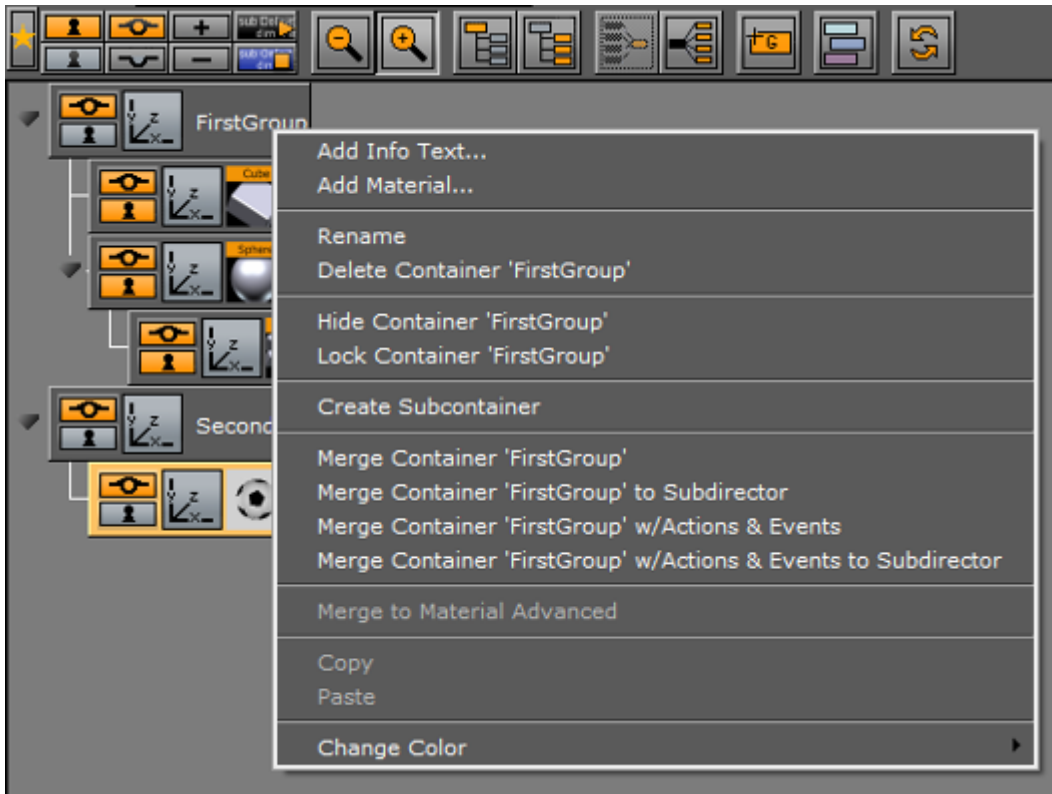 G
FirstGroup
Add Info Text...
Add Material...
Cube
Rename
Sphere
Delete Container 'FirstGroup'
Hide Container 'FirstGroup'
Lock Container 'FirstGroup'
Create Subcontainer
Second
Merge Container 'FirstGroup'
Merge Container 'FirstGroup' to Subdirector
Merge Container 'FirstGroup' w/Actions & Events
Merge Container 'FirstGroup' w/Actions & Events to Subdirector
Merge to Material Advanced
Copy
Paste
Change Color